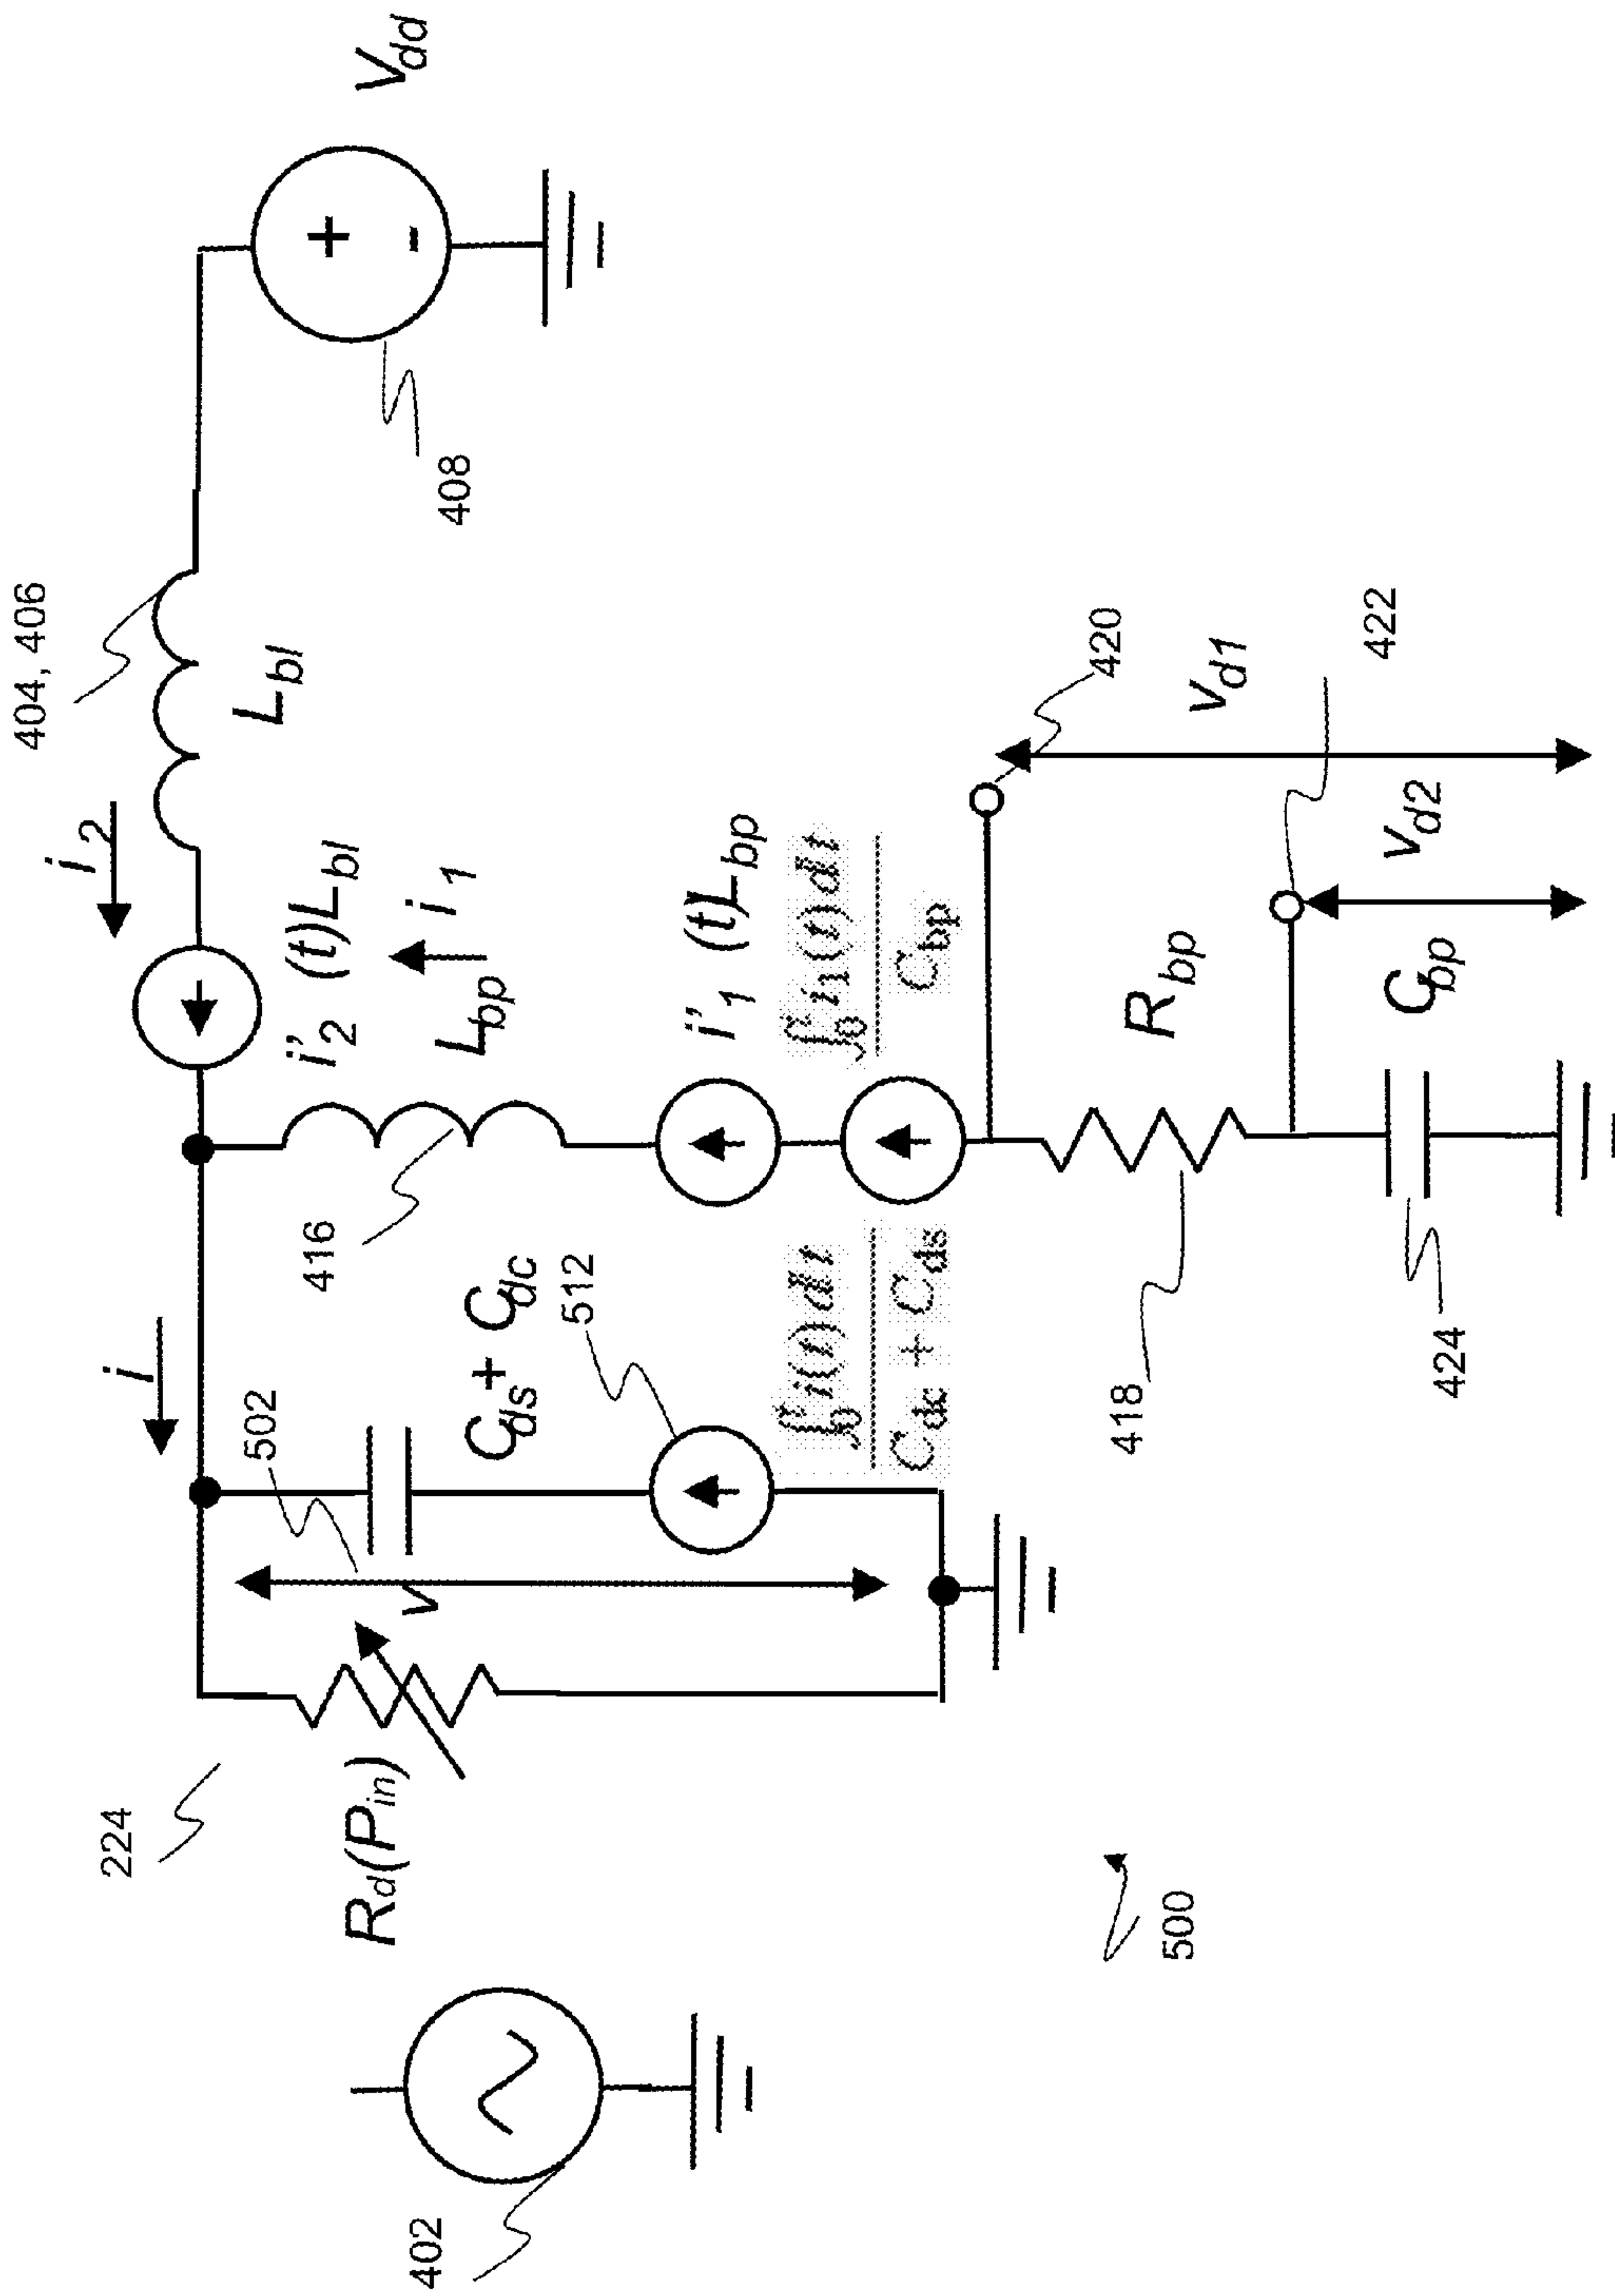 404, 406
V_dd
i_2
L_bl
408
i'_2 (t)L_bl
i_1
L_bp
416
i
502
C_ds + C_dc
512
v
224
R_d(P_in)
402
i'_1 (t)L_bp
∫_0^t i_1(t)dt
C_bp
∫_0^t i(t)dt
C_dc + C_ds
420
v_d1
422
v_d2
R_bp
C_bp
418
424
500
+
-